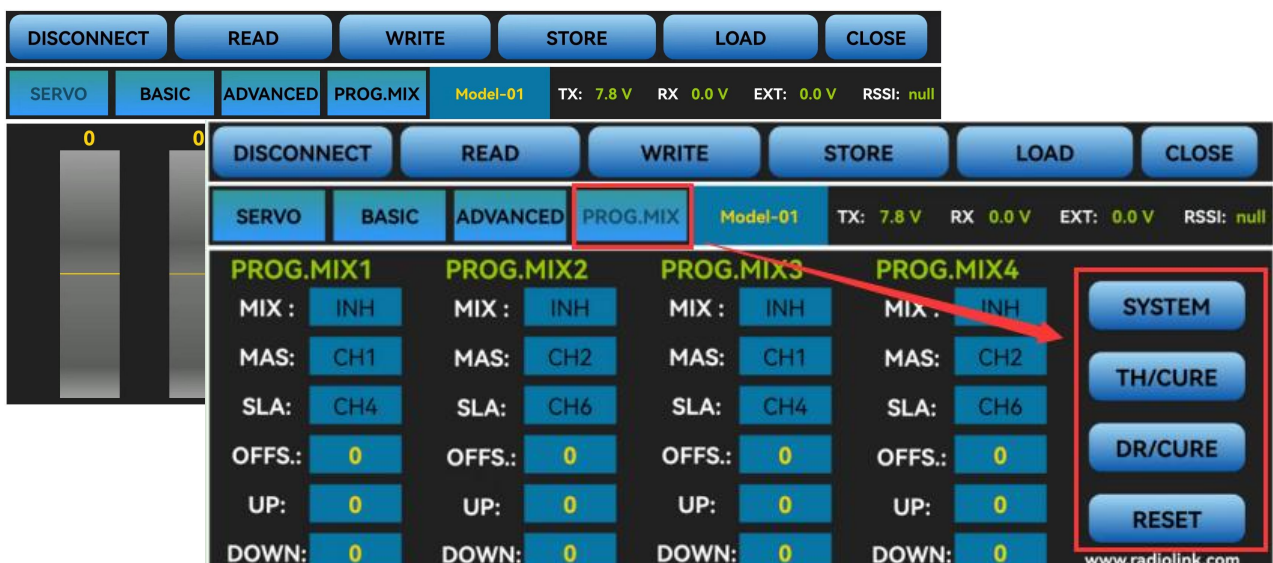 DISCONNECT READ WRITE STORE LOAD CLOSE
SERVO BASIC ADVANCED PROG.MIX Model-01 TX: 7.8 V RX 0.0 V EXT: 0.0 V RSSI: null
0 0
DISCONNECT READ WRITE STORE LOAD CLOSE
SERVO BASIC ADVANCED PROG.MIX Model-01 TX: 7.8 V RX 0.0 V EXT: 0.0 V RSSI: null
PROG.MIX1 PROG.MIX2 PROG.MIX3 PROG.MIX4
MIX : INH MIX : INH MIX : INH MIX : INH SYSTEM
MAS: CH1 MAS: CH2 MAS: CH1 MAS: CH2 TH/CURE
SLA: CH4 SLA: CH6 SLA: CH4 SLA: CH6
OFFS.: 0 OFFS.: 0 OFFS.: 0 OFFS.: 0 DR/CURE
UP: 0 UP: 0 UP: 0 UP: 0 RESET
DOWN: 0 DOWN: 0 DOWN: 0 DOWN: 0 www.radiolink.com